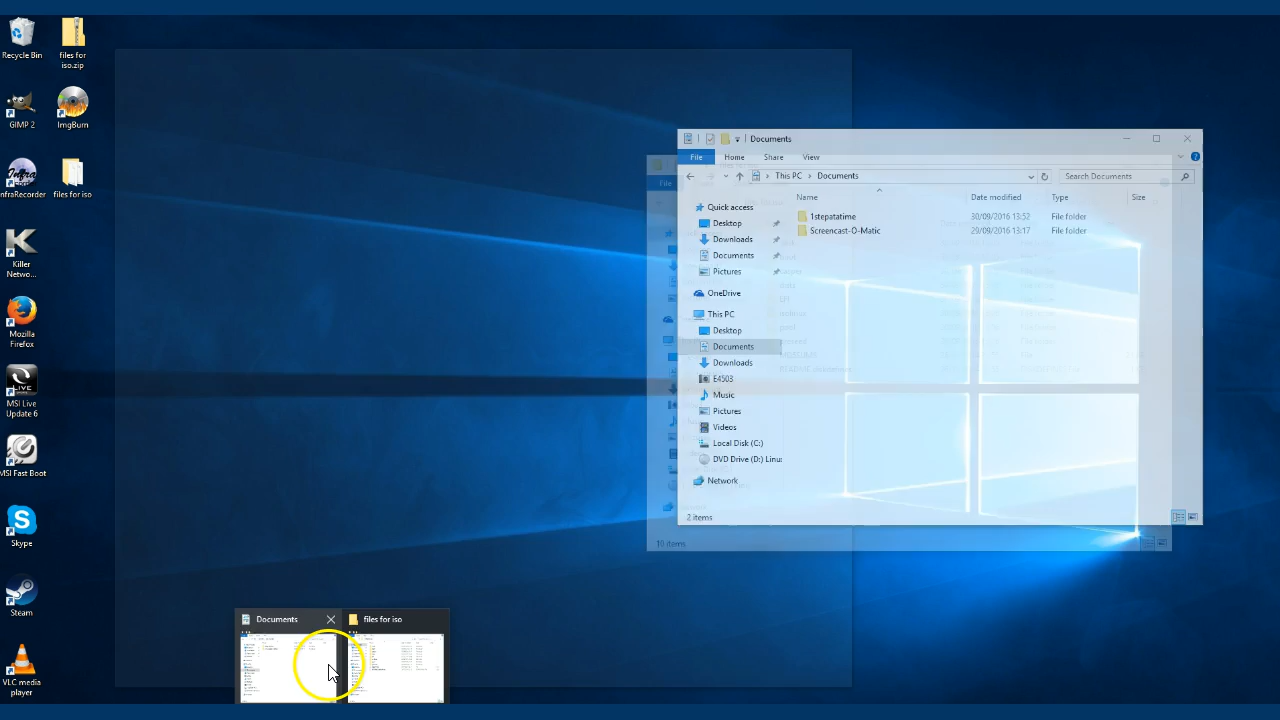 Recycle Bin
files for
iso.zip
GIMP 2
ImgBurn
InfraRecorder
files for iso
Killer
Netwo...
Mozilla
Firefox
MSI Live
Update 6
MSI Fast Boot
Skype
Steam
VLC media
player
Documents
File Home Share View
This PC > Documents
Search Documents
Name Date modified Type Size
Quick access
Desktop
Downloads
Documents
Pictures
OneDrive
This PC
Desktop
Documents
Downloads
E4503
Music
Pictures
Videos
Local Disk (C:)
DVD Drive (D:) Linu
Network
1stepatatime 30/09/2016 13:52 File folder
Screencast-O-Matic 29/09/2016 13:17 File folder
2 items
File
10 items
Documents
files for iso